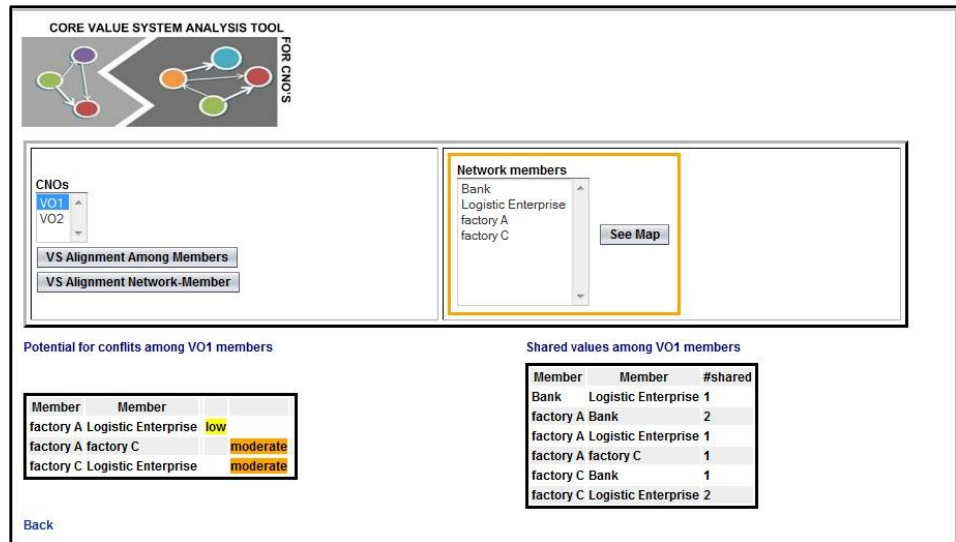 CORE VALUE SYSTEM ANALYSIS TOOL
FOR CNO'S
CNOs
VO1
VO2
VS Alignment Among Members
VS Alignment Network-Member
Network members
Bank
Logistic Enterprise
factory A
factory C
See Map
Potential for conflits among VO1 members
Member Member
factory A Logistic Enterprise low
factory A factory C moderate
factory C Logistic Enterprise moderate
Shared values among VO1 members
Member Member #shared
Bank Logistic Enterprise 1
factory A Bank 2
factory A Logistic Enterprise 1
factory A factory C 1
factory C Bank 1
factory C Logistic Enterprise 2
Back